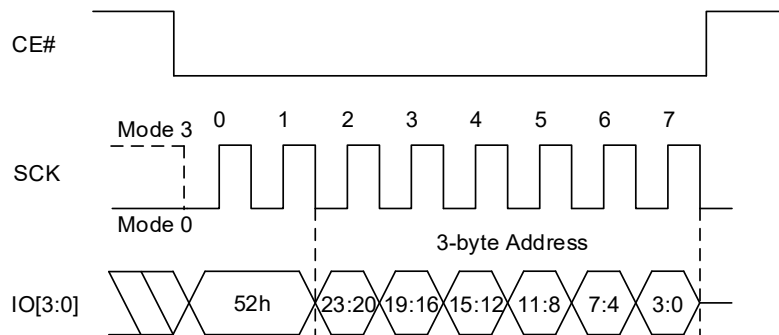 CE#
Mode 3 0 1 2 3 4 5 6 7
SCK
Mode 0
3-byte Address
IO[3:0] 52h 23:20 19:16 15:12 11:8 7:4 3:0